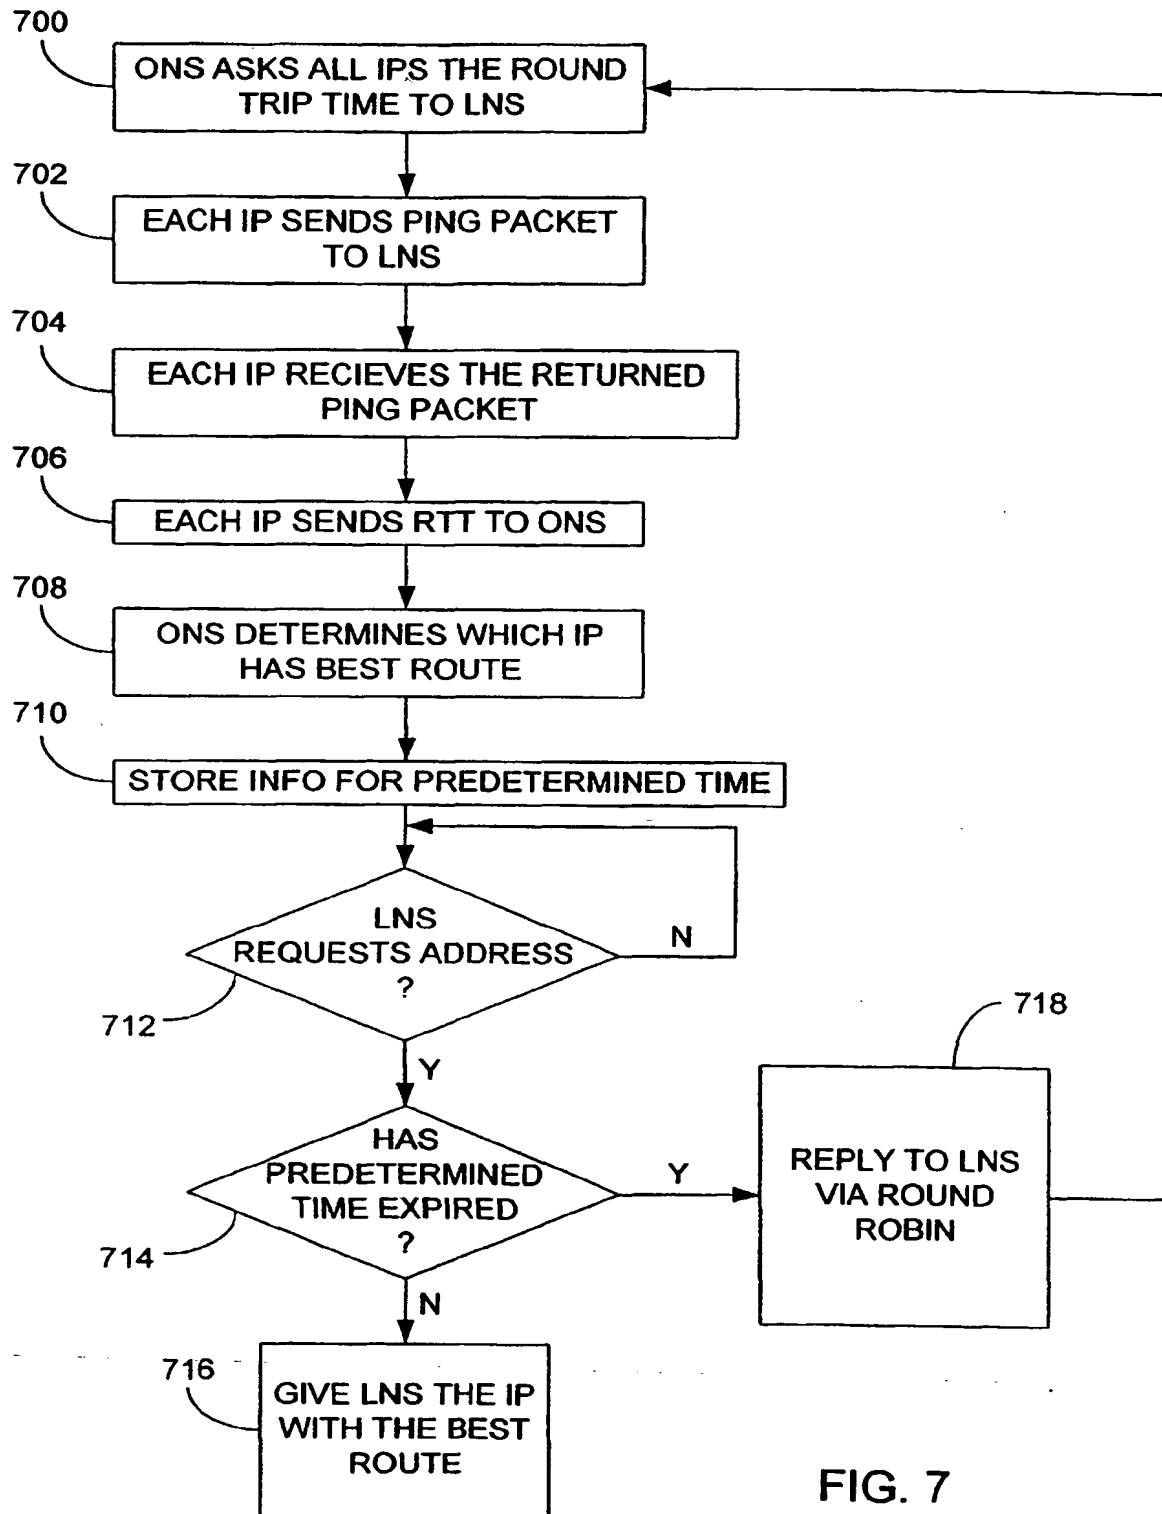 700
ONS ASKS ALL IPS THE ROUND
TRIP TIME TO LNS
702
EACH IP SENDS PING PACKET
TO LNS
704
EACH IP RECIEVES THE RETURNED
PING PACKET
706
EACH IP SENDS RTT TO ONS
708
ONS DETERMINES WHICH IP
HAS BEST ROUTE
710
STORE INFO FOR PREDETERMINED TIME
LNS
REQUESTS ADDRESS
?
N
712
Y
718
HAS
PREDETERMINED
TIME EXPIRED
?
Y
714
REPLY TO LNS
VIA ROUND
ROBIN
N
716
GIVE LNS THE IP
WITH THE BEST
ROUTE
FIG. 7